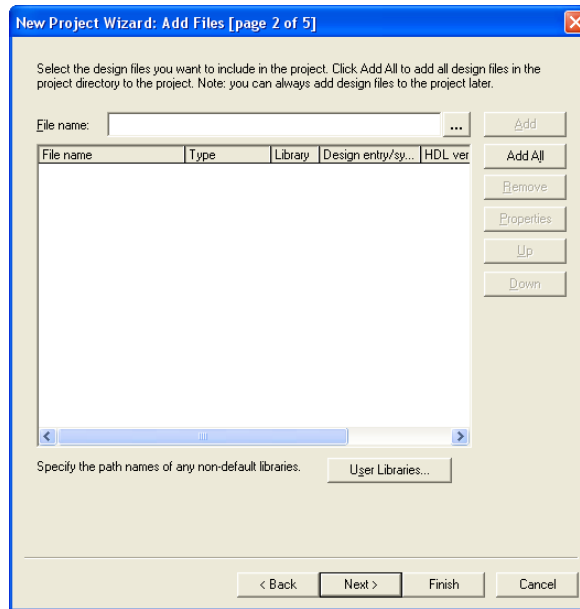 New Project Wizard: Add Files [page 2 of 5]
Select the design files you want to include in the project. Click Add All to add all design files in the
project directory to the project. Note: you can always add design files to the project later.
File name: ... Add
File name Type Library Design entry/sy... HDL ver
Add All
Remove
Properties
Up
Down
Specify the path names of any non-default libraries. User Libraries...
< Back Next > Finish Cancel